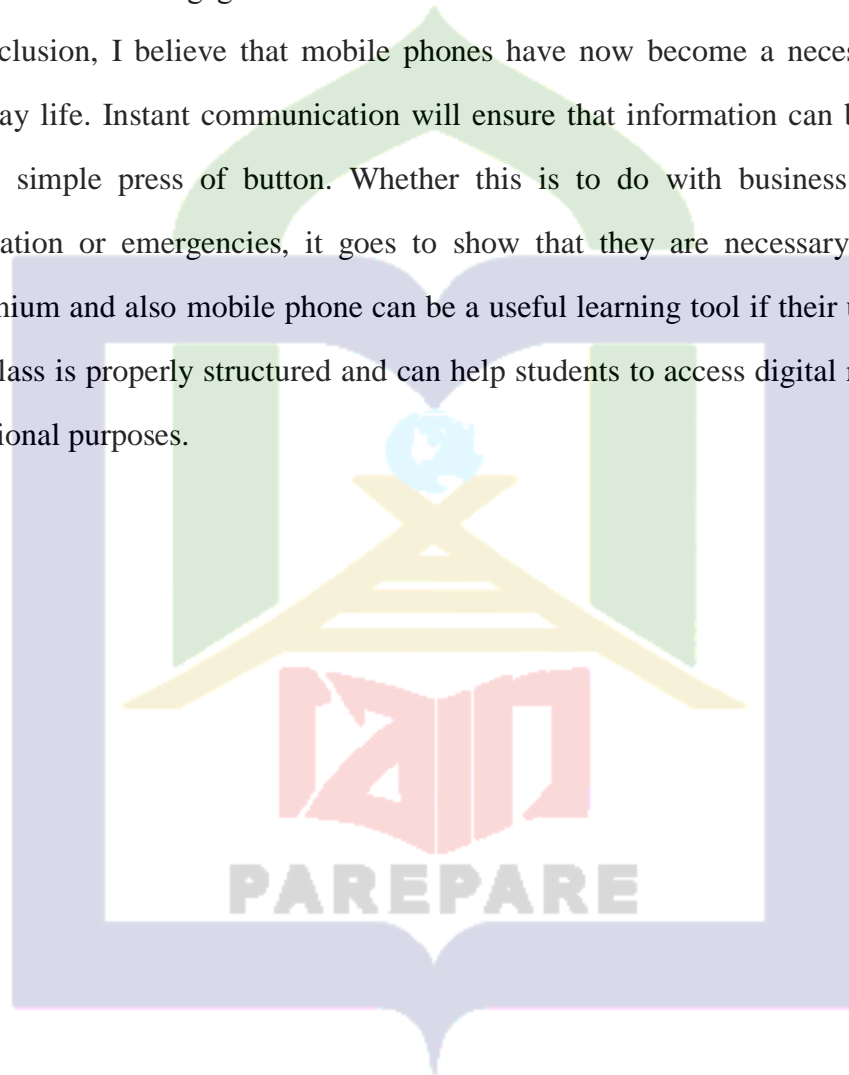 clusion, I believe that mobile phones have now become a neces
ay life. Instant communication will ensure that information can b
simple press of button. Whether this is to do with business
ation or emergencies, it goes to show that they are necessary
nium and also mobile phone can be a useful learning tool if their u
lass is properly structured and can help students to access digital
ional purposes.
iain
PAREPARE